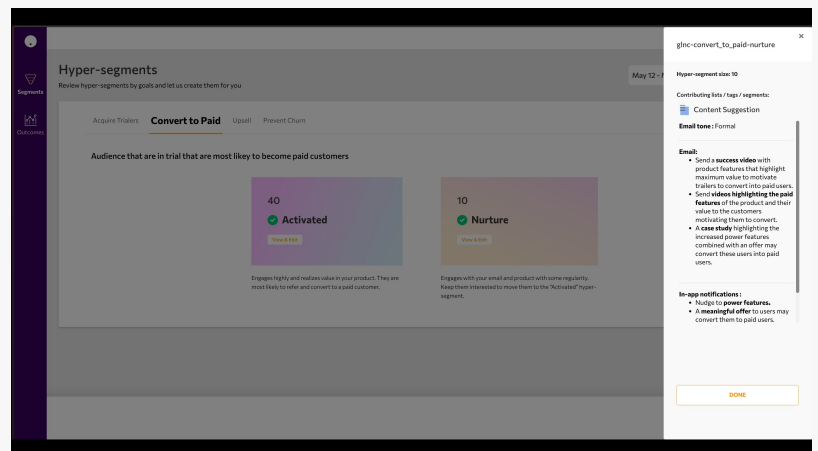 Segments
Outcomes
Hyper-segments
Review hyper-segments by goals and let us create them for you
May 12 -
Acquire Trialers Convert to Paid Upsell Prevent Churn
Audience that are in trial that are most likey to become paid customers
40
Activated
View & Edit
Engages highly and realizes value in your product. They are
most likely to refer and convert to a paid customer.
10
Nurture
View & Edit
Engages with your email and product with some regularity.
Keep them interested to move them to the "Activated" hyper-
segment.
×
glnc-convert_to_paid-nurture
Hyper-segment size: 10
Contributing lists / tags / segments:
Content Suggestion
Email tone : Formal
Email:
• Send a success video with
product features that highlight
maximum value to motivate
trailers to convert into paid users.
• Send videos highlighting the paid
features of the product and their
value to the customers
motivating them to convert.
• A case study highlighting the
increased power features
combined with an offer may
convert these users into paid
users.
In-app notifications :
• Nudge to power features.
• A meaningful offer to users may
convert them to paid users.
DONE